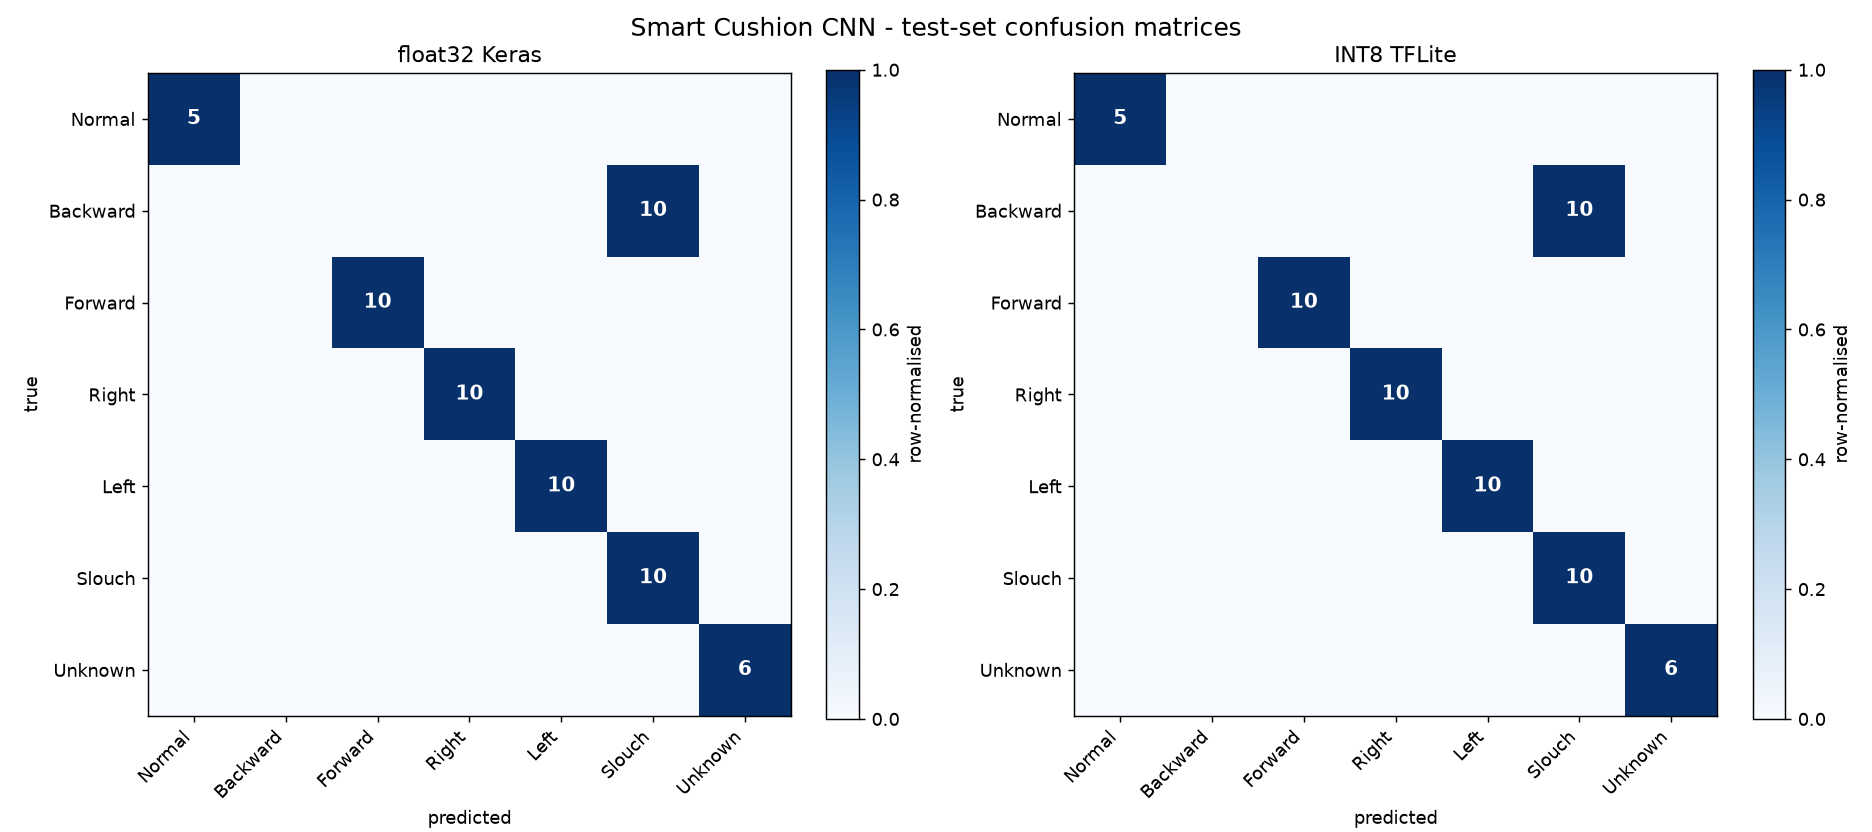 Smart Cushion CNN - test-set confusion matrices
float32 Keras
true
Normal
Backward
Forward
Right
Left
Slouch
Unknown
5
10
10
10
10
10
6
Normal
Backward
Forward
Right
Left
Slouch
Unknown
predicted
1.0
0.8
0.6
0.4
0.2
0.0
row-normalised
INT8 TFLite
true
Normal
Backward
Forward
Right
Left
Slouch
Unknown
5
10
10
10
10
10
6
Normal
Backward
Forward
Right
Left
Slouch
Unknown
predicted
1.0
0.8
0.6
0.4
0.2
0.0
row-normalised